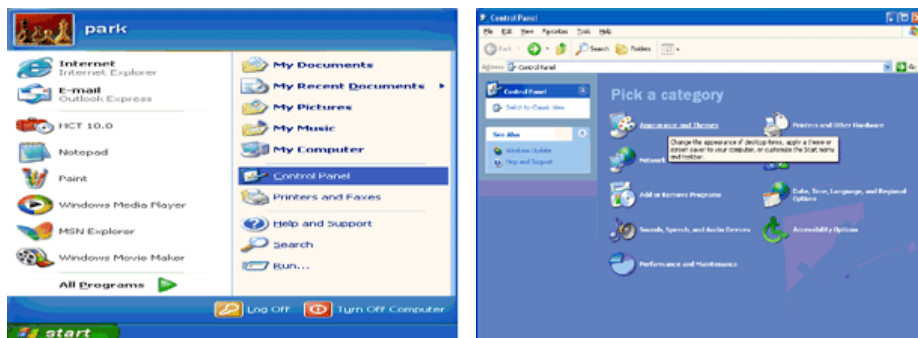 park
Internet
Internet Explorer
E-mail
Outlook Express
HCT 10.0
Notepad
Paint
Windows Media Player
MSN Explorer
Windows Movie Maker
All Programs
My Documents
My Recent Documents
My Pictures
My Music
My Computer
Control Panel
Printers and Faxes
Help and Support
Search
Run...
Log Off
Turn Off Computer
start
Control Panel
File Edit View Favorites Tools Help
Back
Search
Folders
Address
Control Panel
Go
Control Panel
Switch to Classic View
See Also
Windows Update
Help and Support
Pick a category
Appearance and Themes
Printers and Other Hardware
Change the appearance of desktop items, apply a theme or
screen saver to your computer, or customize the Start menu
and taskbar.
Network
Add or Remove Programs
Date, Time, Language, and Regional
Options
Sounds, Speech, and Audio Devices
Accessibility Options
Performance and Maintenance